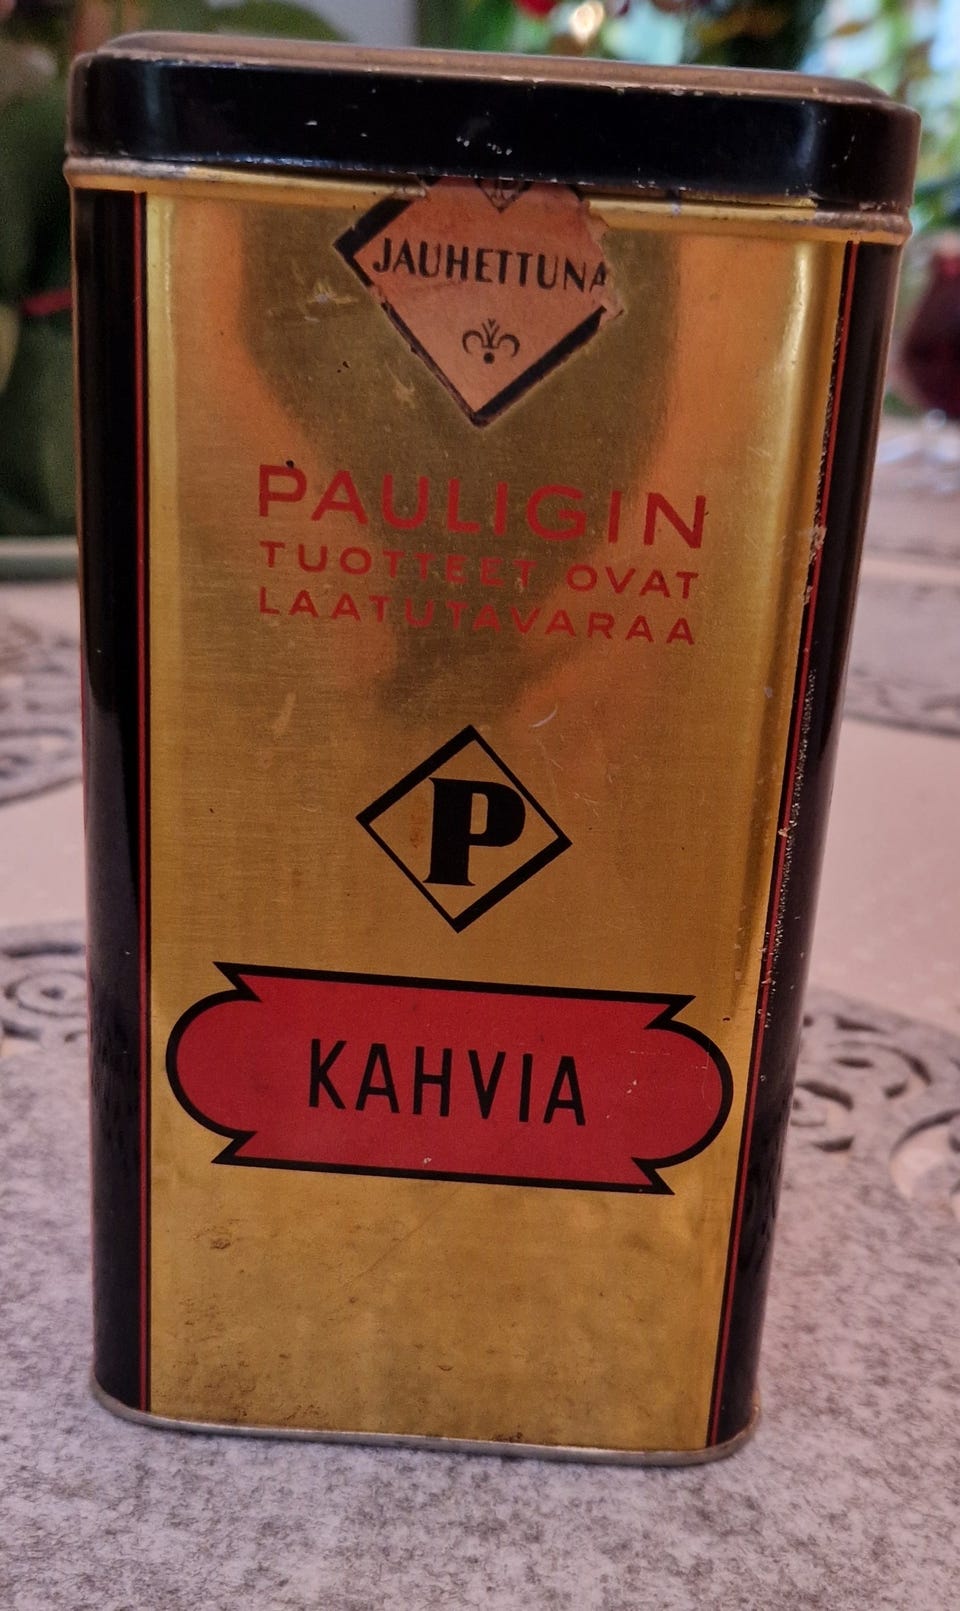 JAUHETTUNA
PAULIGIN
TUOTTEET OVAT
LAATUTAVARAA
P
KAHVIA